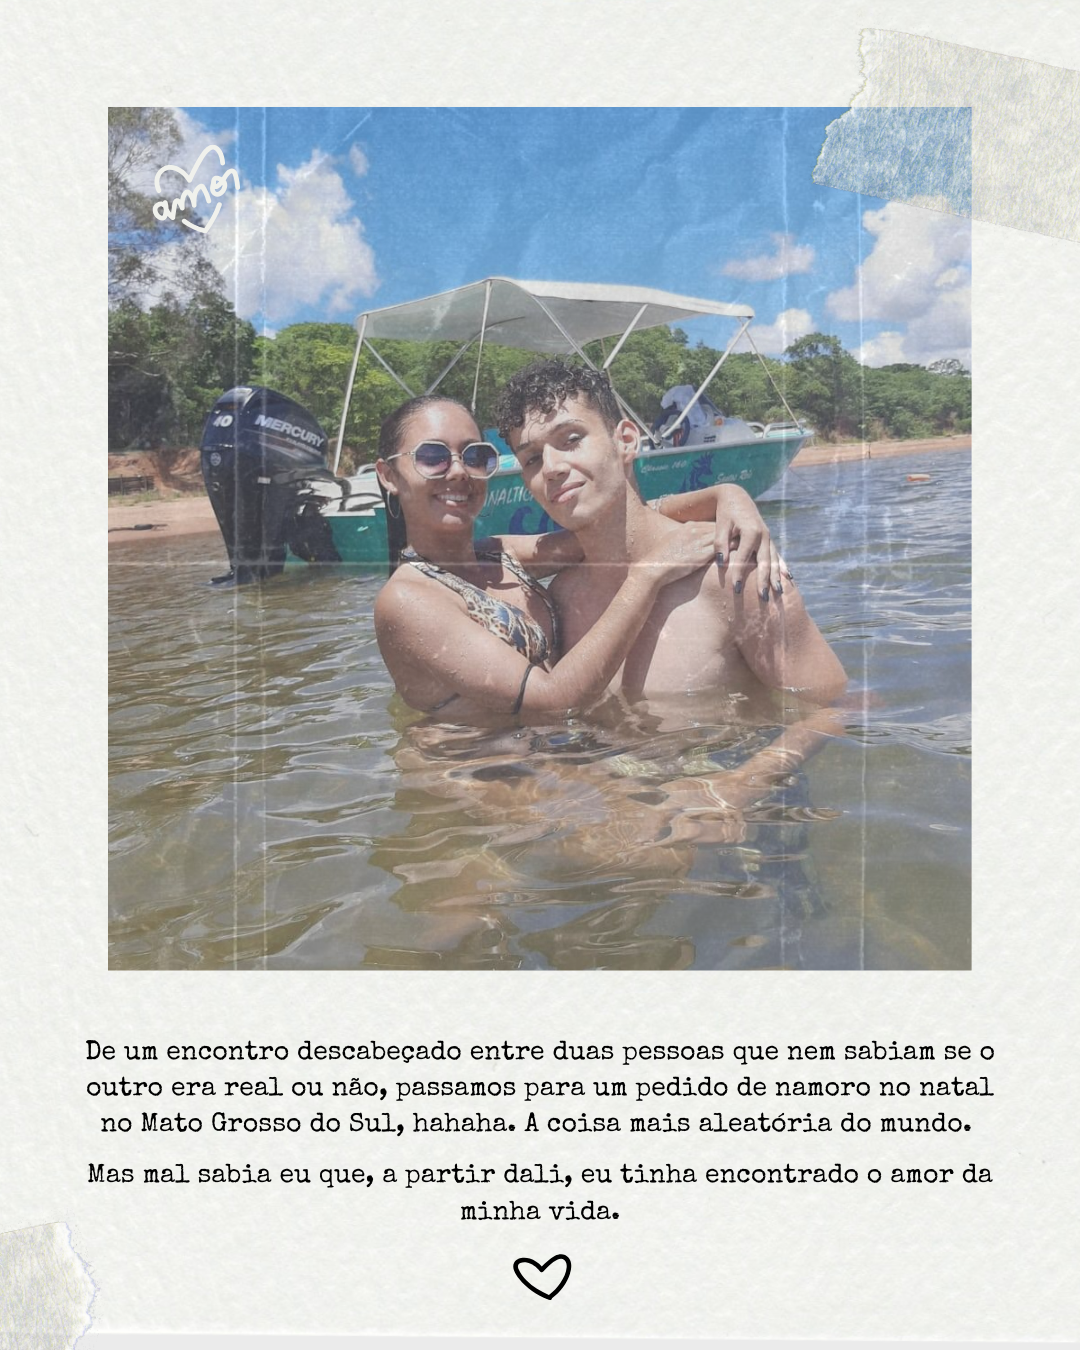 amor
40
MERCURY
De um encontro descabeçado entre duas pessoas que nem sabiam se o
outro era real ou não, passamos para um pedido de namoro no natal
no Mato Grosso do Sul, hahaha. A coisa mais aleatória do mundo.
Mas mal sabia eu que, a partir dali, eu tinha encontrado o amor da
minha vida.